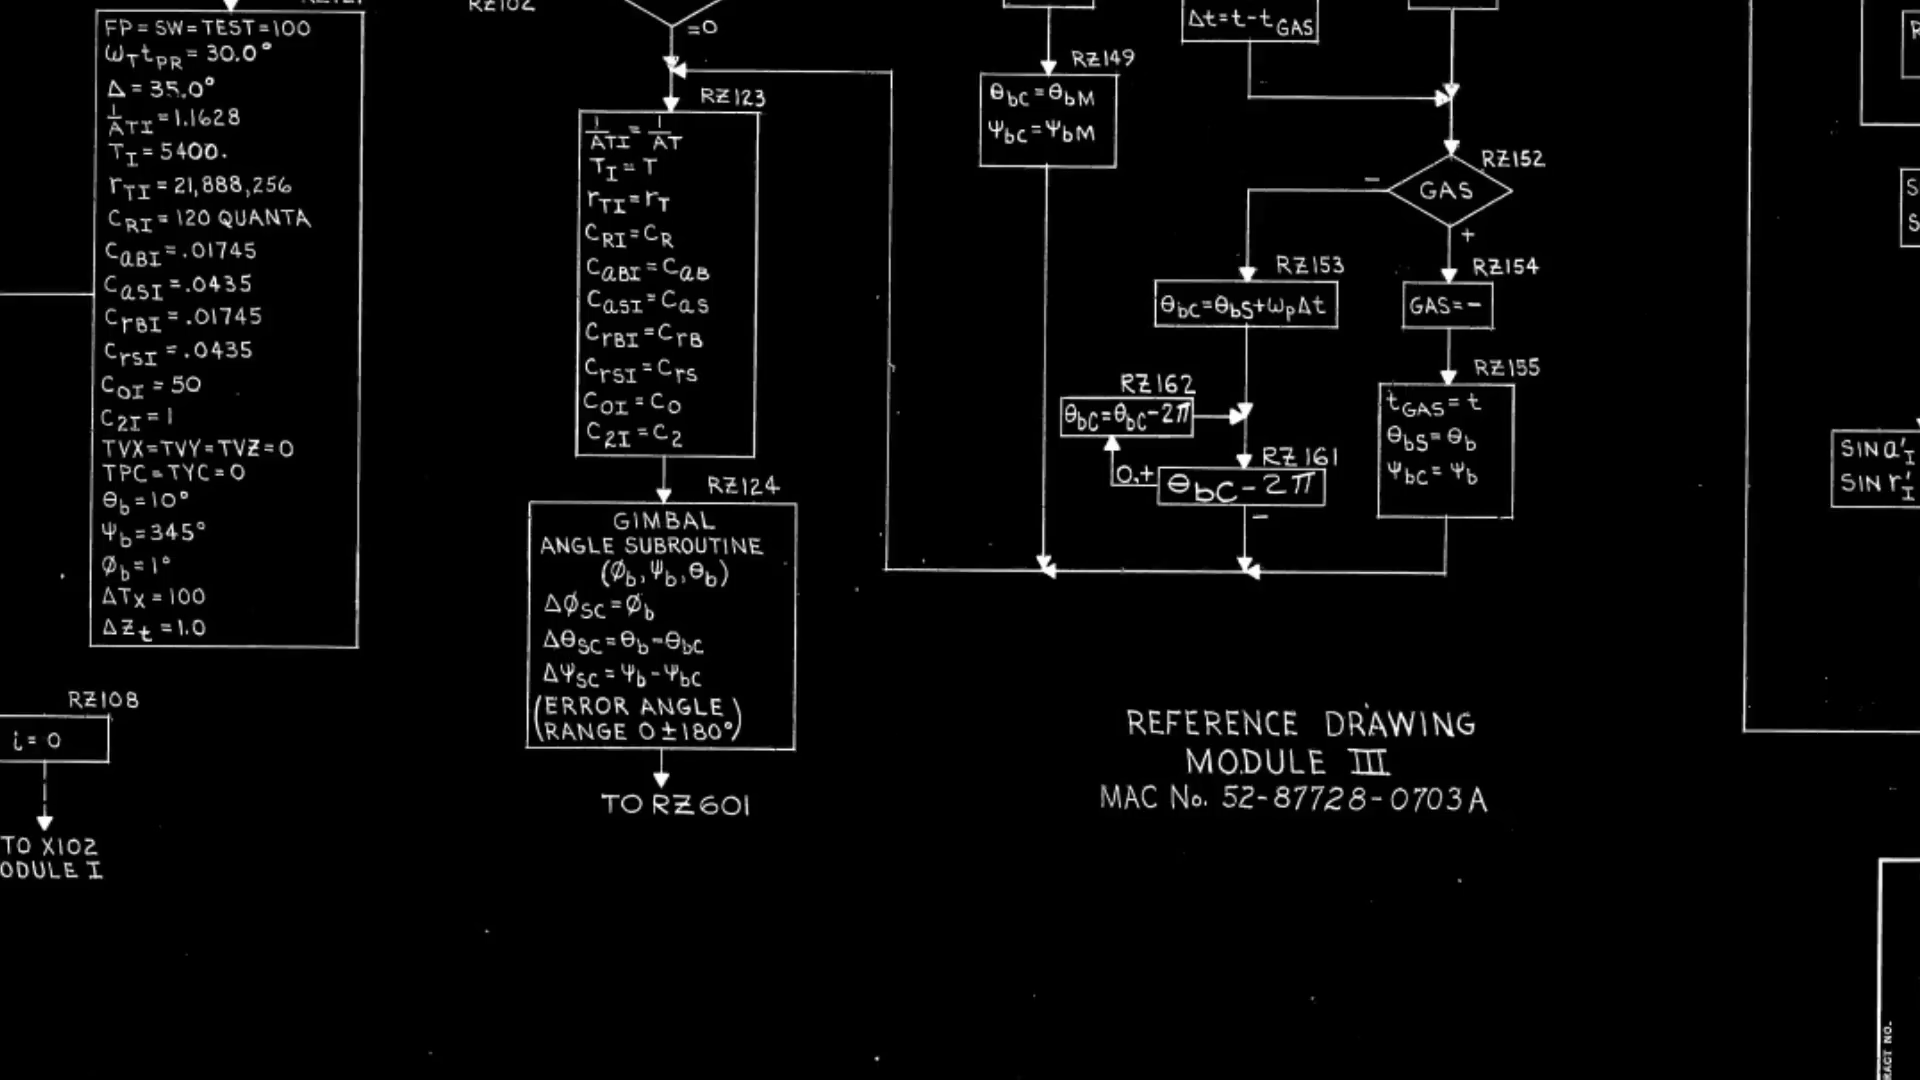 RZ102
FP=SW=TEST=100
ωTtPR=30.0°
Δ=35.0°
1/ATI=1.1628
TI=5400.
rTI=21,888,256
CRI=120 QUANTA
CaBI=.01745
CaSI=.0435
CrBI=.01745
CrSI=.0435
COI=50
C2I=1
TVX=TVY=TVZ=0
TPC=TYC=0
θb=10°
Ψb=345°
Øb=1°
ΔTX=100
ΔZt=1.0
RZ108
i=0
TO X102
ODULE I
=0
RZ123
1/ATI=1/AT
TI=T
rTI=rT
CRI=CR
CaBI=CaB
CaSI=CaS
CrBI=CrB
CrSI=CrS
COI=CO
C2I=C2
RZ124
GIMBAL
ANGLE SUBROUTINE
(Øb,Ψb,θb)
ΔØSC=Øb
ΔθSC=θb-θbC
ΔΨSC=Ψb-ΨbC
(ERROR ANGLE
RANGE 0±180°)
TO RZ601
RZ149
θbC=θbM
ΨbC=ΨbM
Δt=t-tGAS
RZ152
GAS
−
+
RZ153
θbC=θbS+ωPΔt
RZ154
GAS=−
RZ162
θbC=θbC-2π
RZ161
0,+
θbC-2π
−
RZ155
tGAS=t
θbS=θb
ΨbC=Ψb
REFERENCE DRAWING
MODULE III
MAC No. 52-87728-0703A
SIN a'I
SIN r'I
RACT NO.